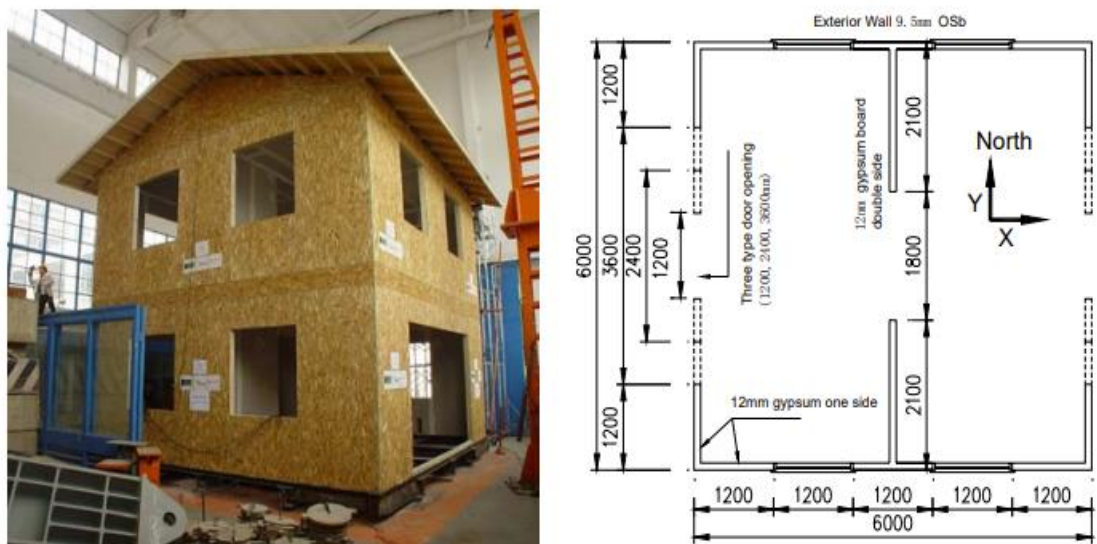 Exterior Wall 9.5mm OSb
1200
6000
3600
2400
1200
1200
Three type door opening
(1200, 2400, 3600mm)
12mm gypsum board
double side
2100
1800
2100
North
Y
X
12mm gypsum one side
1200
1200
1200
1200
1200
6000